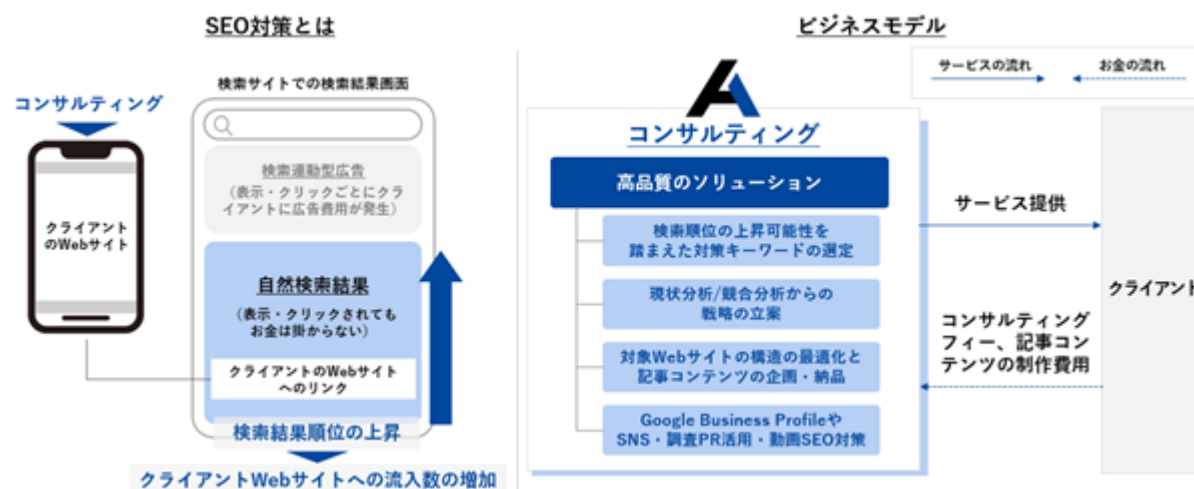 SEO対策とは
検索サイトでの検索結果画面
コンサルティング
クライアント
のWebサイト
検索連動型広告
（表示・クリックごとにクラ
イアントに広告費用が発生）
自然検索結果
（表示・クリックされても
お金は掛からない）
クライアントのWebサイト
へのリンク
検索結果順位の上昇
クライアントWebサイトへの流入数の増加
ビジネスモデル
サービスの流れ
お金の流れ
コンサルティング
高品質のソリューション
検索順位の上昇可能性を
踏まえた対策キーワードの選定
現状分析/競合分析からの
戦略の立案
対象Webサイトの構造の最適化と
記事コンテンツの企画・納品
Google Business Profileや
SNS・調査PR活用・動画SEO対策
サービス提供
コンサルティング
フィー、記事コン
テンツの制作費用
クライアント